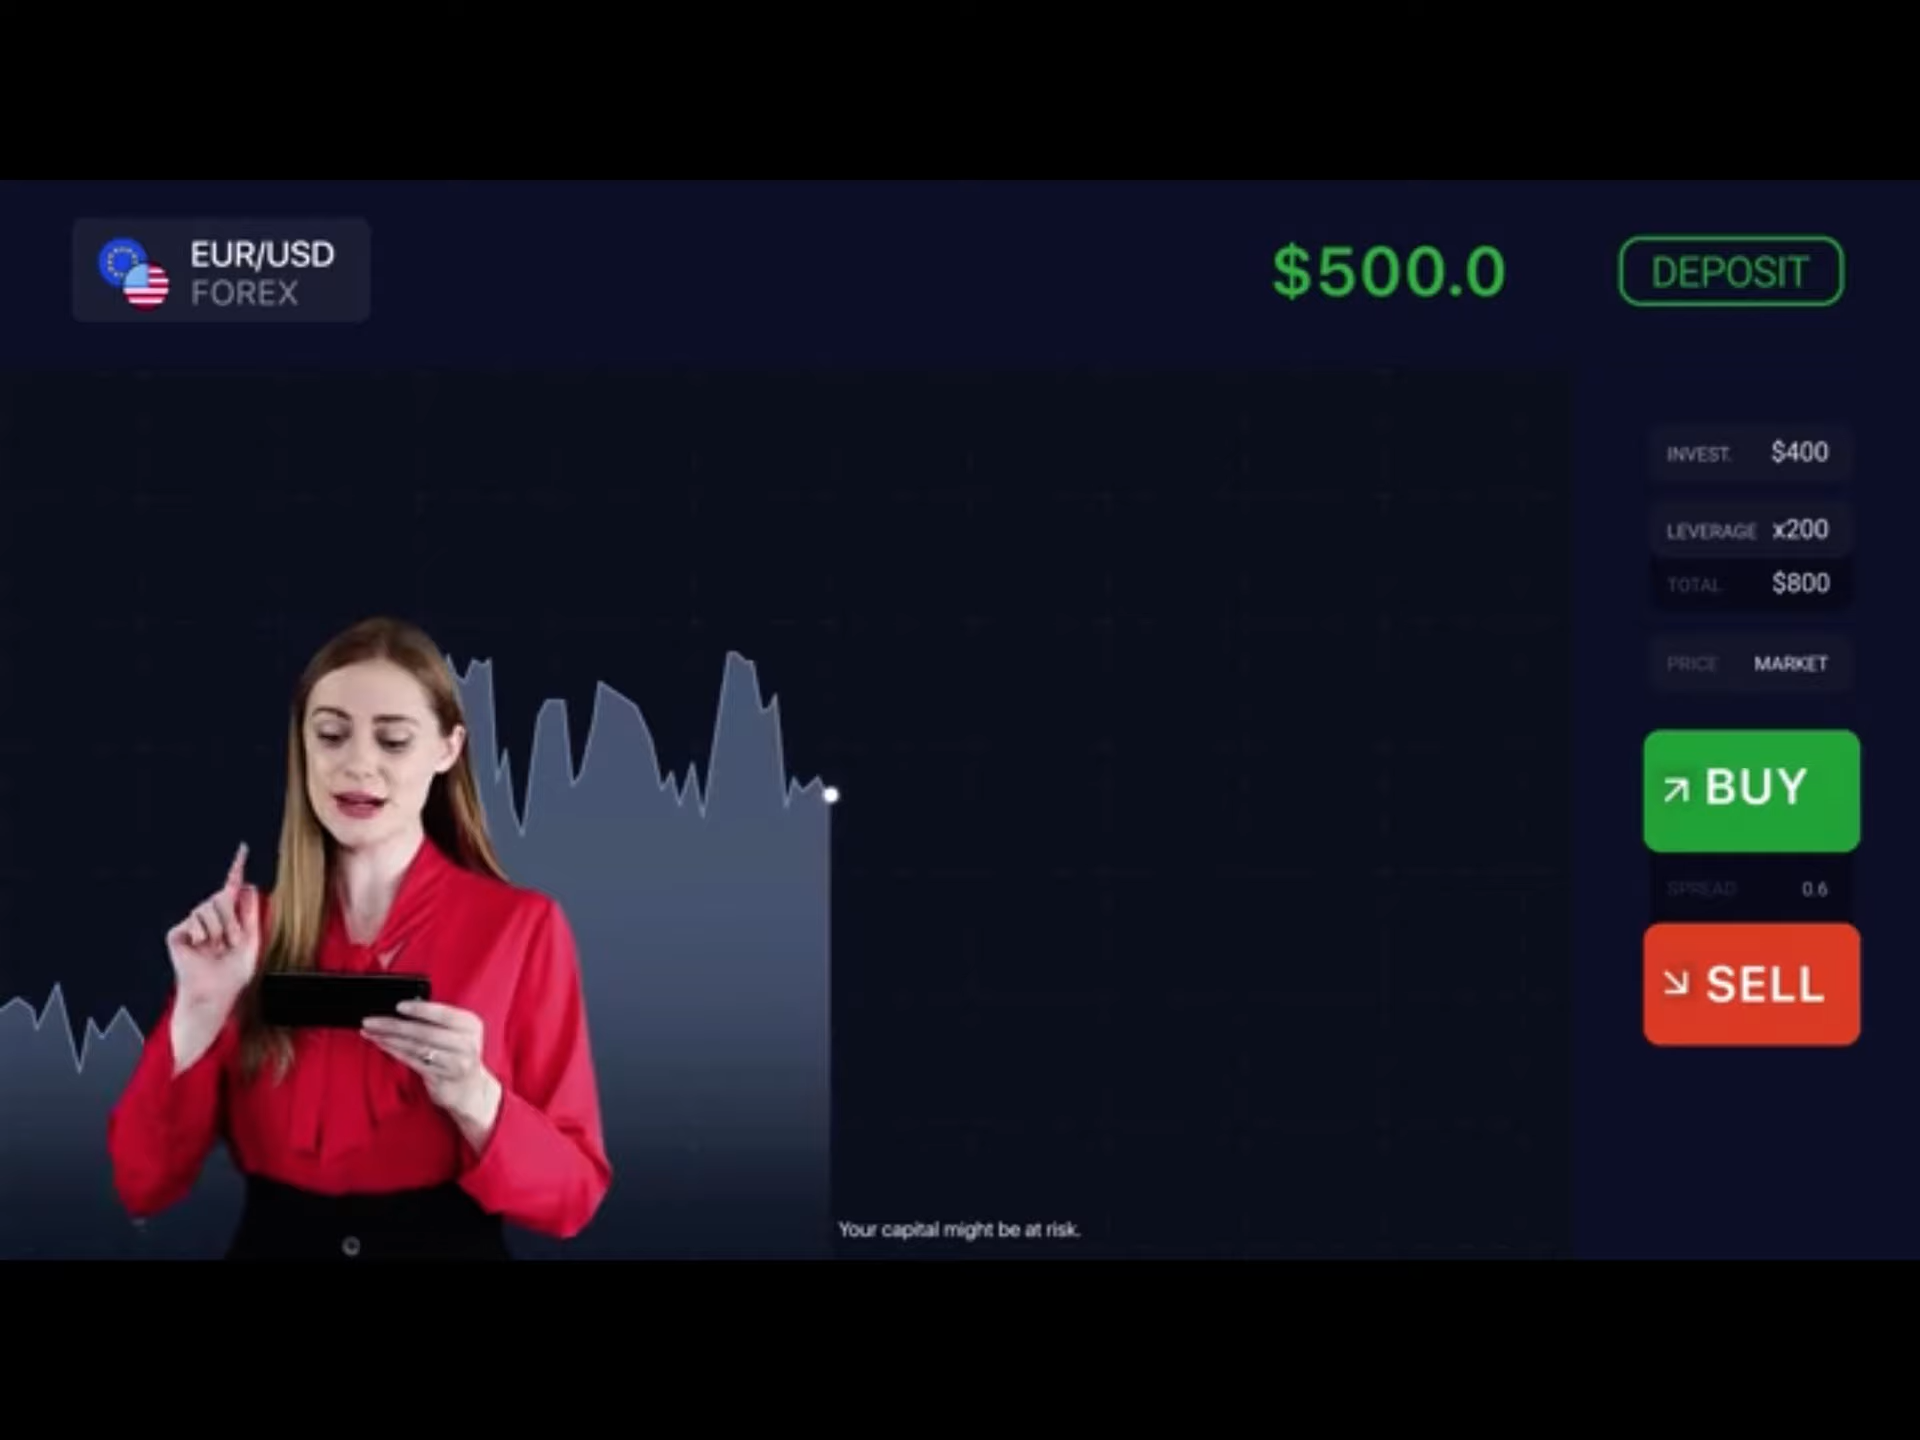 EUR/USD
FOREX
$500.0
DEPOSIT
INVEST. $400
LEVERAGE x200
TOTAL $800
PRICE MARKET
BUY
SPREAD 0.6
SELL
Your capital might be at risk.